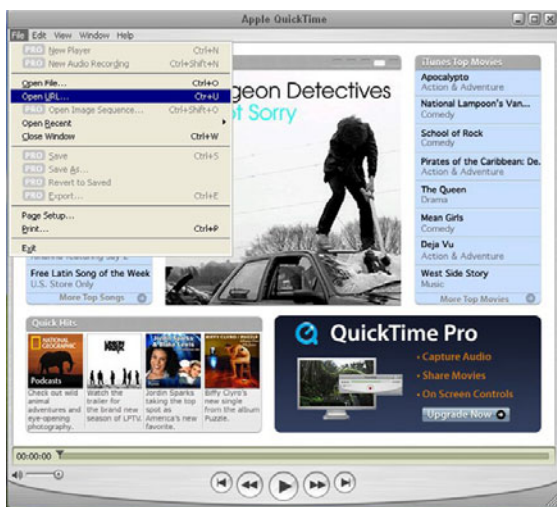 Apple QuickTime
File Edit View Window Help
PRO New Player Ctrl+N
PRO New Audio Recording Ctrl+Shift+N
Open File... Ctrl+O
Open URL... Ctrl+U
PRO Open Image Sequence... Ctrl+Shift+O
Open Recent
Close Window Ctrl+W
PRO Save Ctrl+S
PRO Save As...
PRO Revert to Saved
PRO Export... Ctrl+E
Page Setup...
Print... Ctrl+P
Exit
geon Detectives
t Sorry
Free Latin Song of the Week
U.S. Store Only
More Top Songs
iTunes Top Movies
Apocalypto
Action & Adventure
National Lampoon's Van...
Comedy
School of Rock
Comedy
Pirates of the Caribbean: De.
Action & Adventure
The Queen
Drama
Mean Girls
Comedy
Deja Vu
Action & Adventure
West Side Story
Music
More Top Movies
Quick Hits
NATIONAL
GEOGRAPHIC
Podcasts
Check out wild
animal
adventures and
eye-opening
photography.
Watch the
trailer for
the brand new
season of LPTV.
Jordin Sparks
taking the top
spot as
America's new
favorite.
Biffy Clyro's
new single
from the album
Puzzle.
QuickTime Pro
• Capture Audio
• Share Movies
• On Screen Controls
Upgrade Now
00:00:00